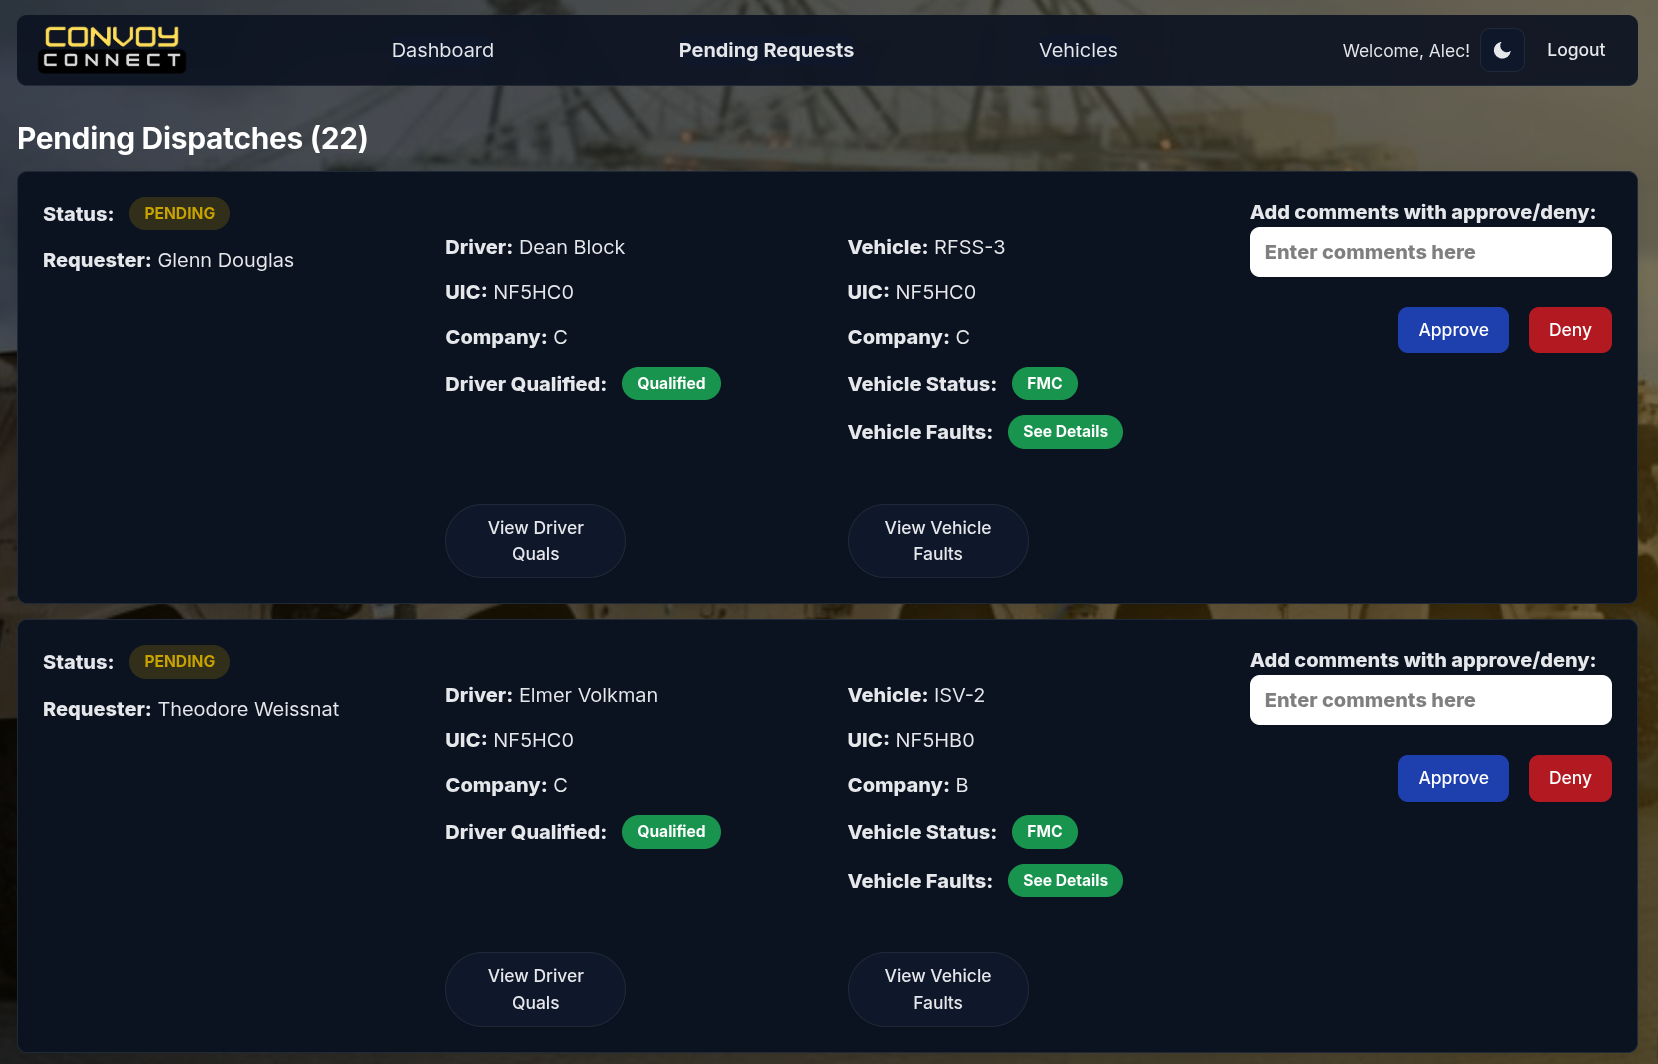 CONVOY
CONNECT
Dashboard
Pending Requests
Vehicles
Welcome, Alec!
Logout
Pending Dispatches (22)
Status: PENDING
Requester: Glenn Douglas
Driver: Dean Block
UIC: NF5HC0
Company: C
Driver Qualified: Qualified
View Driver
Quals
Vehicle: RFSS-3
UIC: NF5HC0
Company: C
Vehicle Status: FMC
Vehicle Faults: See Details
View Vehicle
Faults
Add comments with approve/deny:
Enter comments here
Approve
Deny
Status: PENDING
Requester: Theodore Weissnat
Driver: Elmer Volkman
UIC: NF5HC0
Company: C
Driver Qualified: Qualified
View Driver
Quals
Vehicle: ISV-2
UIC: NF5HB0
Company: B
Vehicle Status: FMC
Vehicle Faults: See Details
View Vehicle
Faults
Add comments with approve/deny:
Enter comments here
Approve
Deny